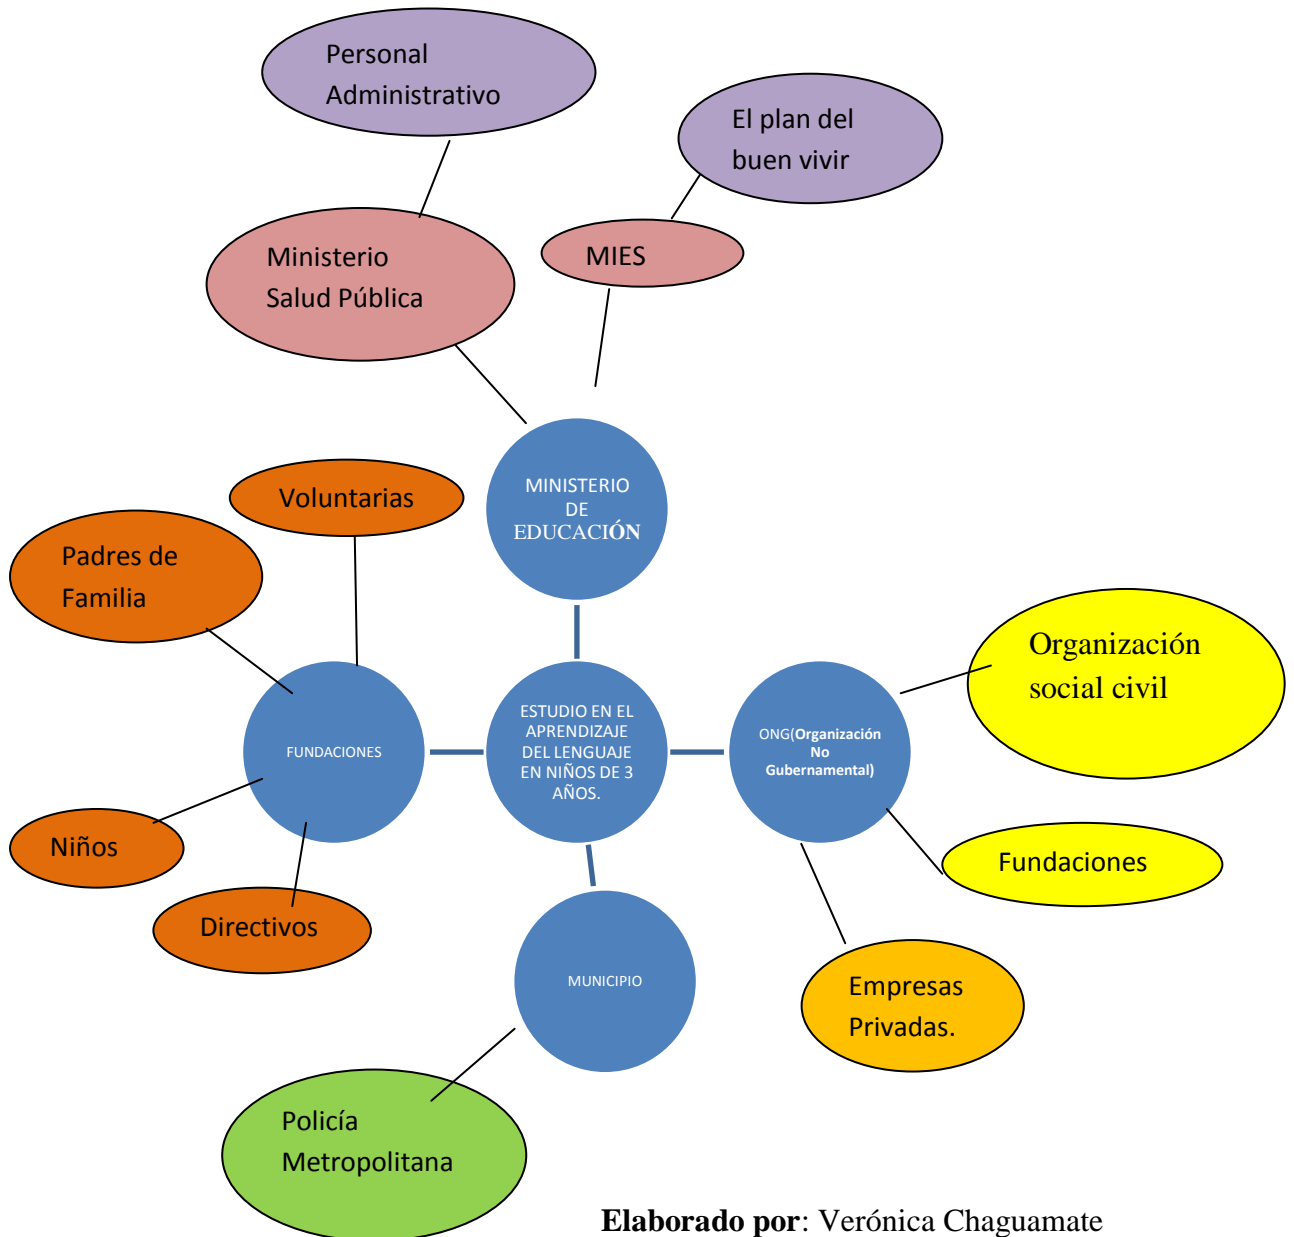 Personal
Administrativo
El plan del
buen vivir
Ministerio
Salud Pública
MIES
MINISTERIO
DE
EDUCACIÓN
Voluntarias
Padres de
Familia
Organización
social civil
FUNDACIONES
ESTUDIO EN EL
APRENDIZAJE
DEL LENGUAJE
EN NIÑOS DE 3
AÑOS.
ONG(Organización
No
Gubernamental)
Niños
Fundaciones
Directivos
MUNICIPIO
Empresas
Privadas.
Policía
Metropolitana
Elaborado por: Verónica Chaguamate